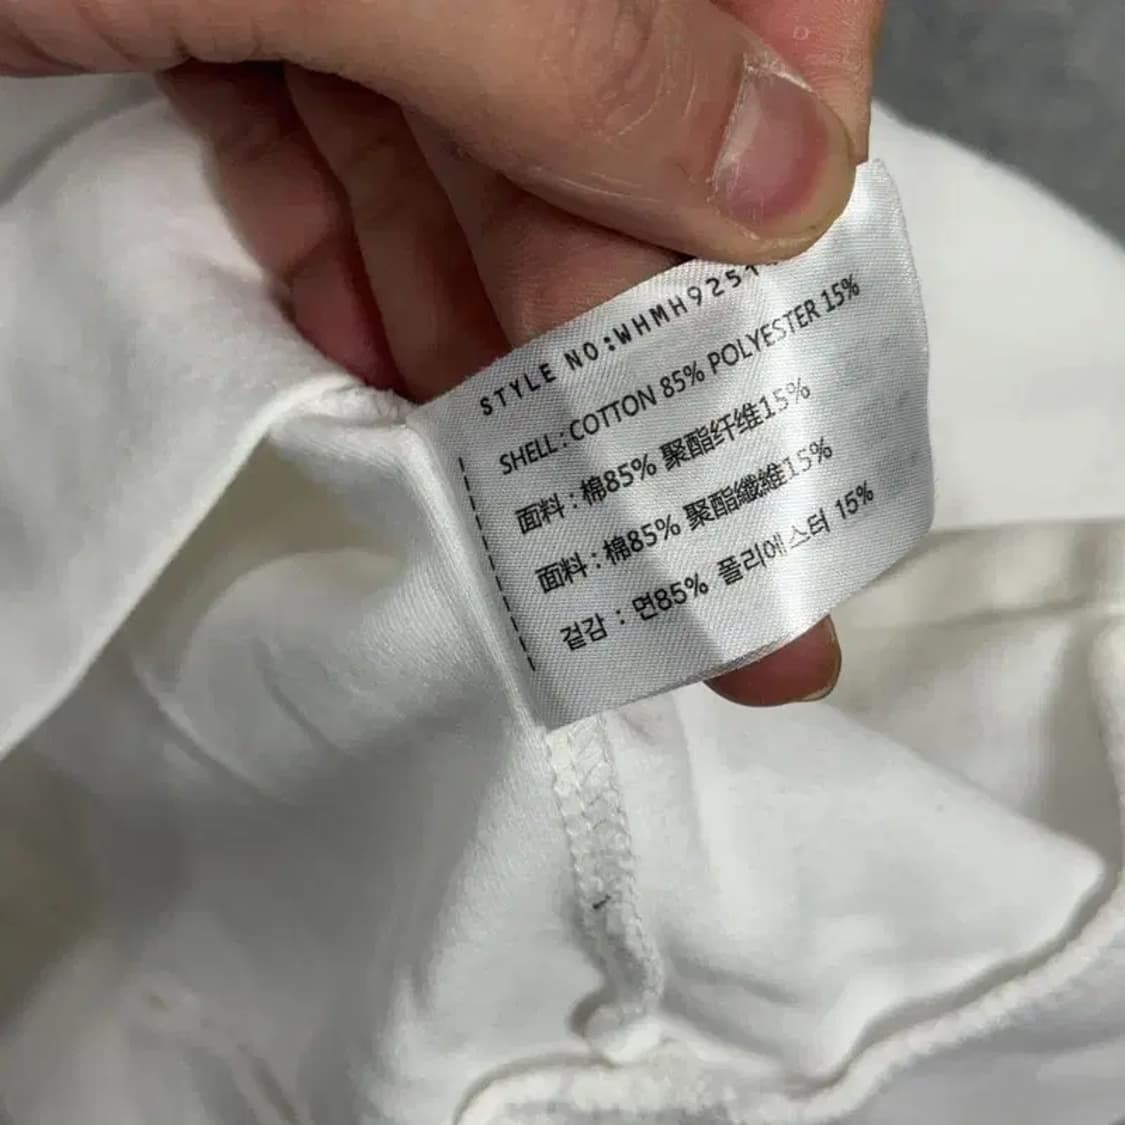 STYLE NO:WHMH925
SHELL:COTTON 85% POLYESTER 15%
面料:棉85% 聚酯纤维15%
面料:棉85% 聚酯纖維15%
겉감 : 면85% 폴리에스터 15%